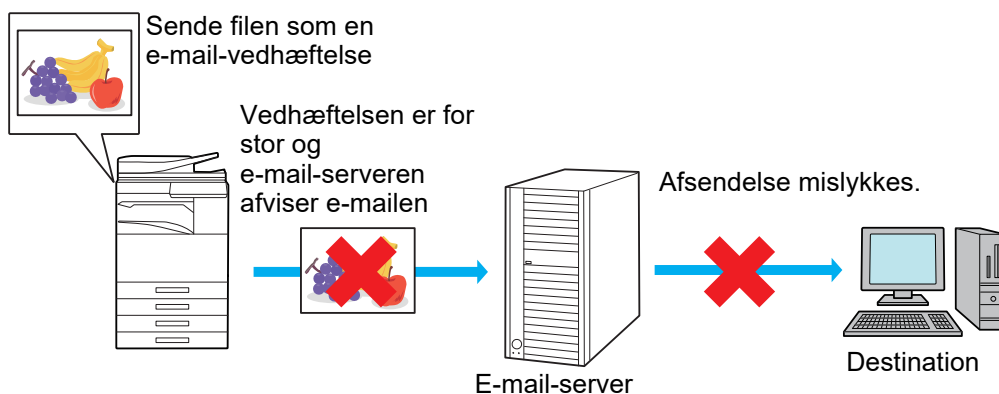 Sende filen som en
e-mail-vedhæftelse
Vedhæftelsen er for
stor og
e-mail-serveren
afviser e-mailen
Afsendelse mislykkes.
E-mail-server
Destination